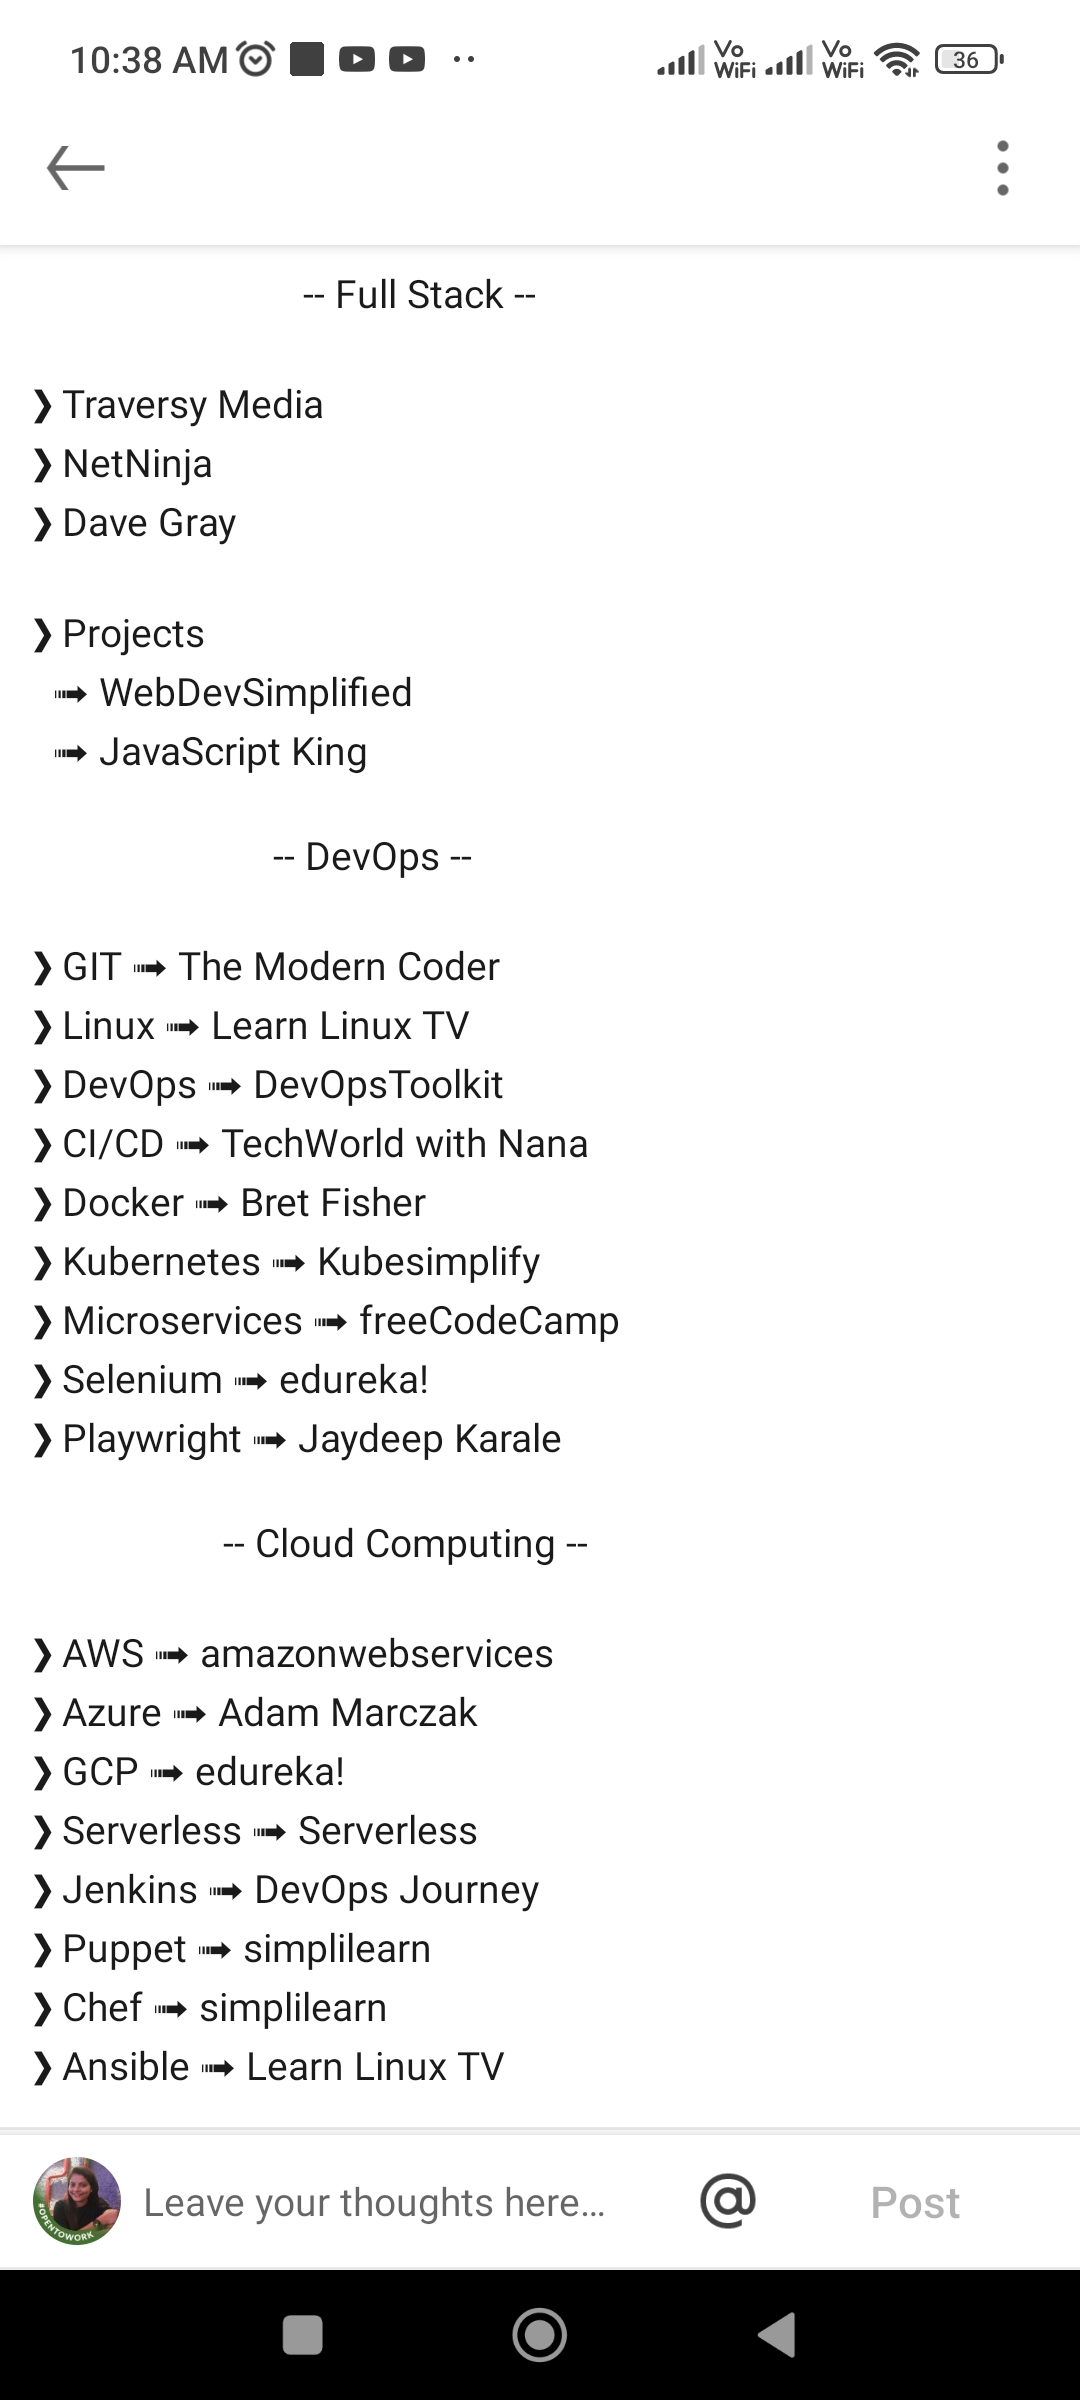 10:38 AM
Vo WiFi Vo WiFi 36
-- Full Stack --
❯ Traversy Media
❯ NetNinja
❯ Dave Gray
❯ Projects
➟ WebDevSimplified
➟ JavaScript King
-- DevOps --
❯ GIT ➟ The Modern Coder
❯ Linux ➟ Learn Linux TV
❯ DevOps ➟ DevOpsToolkit
❯ CI/CD ➟ TechWorld with Nana
❯ Docker ➟ Bret Fisher
❯ Kubernetes ➟ Kubesimplify
❯ Microservices ➟ freeCodeCamp
❯ Selenium ➟ edureka!
❯ Playwright ➟ Jaydeep Karale
-- Cloud Computing --
❯ AWS ➟ amazonwebservices
❯ Azure ➟ Adam Marczak
❯ GCP ➟ edureka!
❯ Serverless ➟ Serverless
❯ Jenkins ➟ DevOps Journey
❯ Puppet ➟ simplilearn
❯ Chef ➟ simplilearn
❯ Ansible ➟ Learn Linux TV
#OPENTOWORK
Leave your thoughts here... @ Post